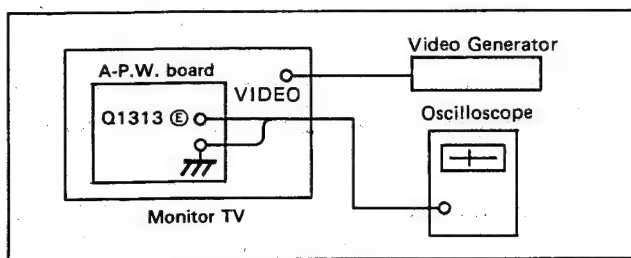 A-P.W. board
Q1313 Ⓔ
VIDEO
Monitor TV
Video Generator
Oscilloscope